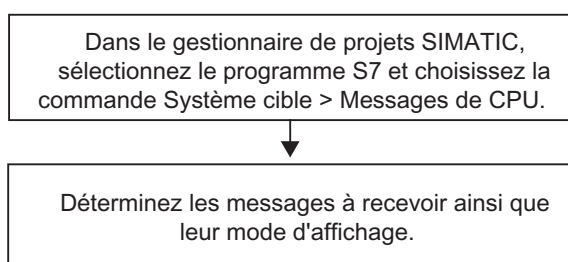 Dans le gestionnaire de projets SIMATIC,
sélectionnez le programme S7 et choisissez la
commande Système cible > Messages de CPU.
Déterminez les messages à recevoir ainsi que
leur mode d'affichage.